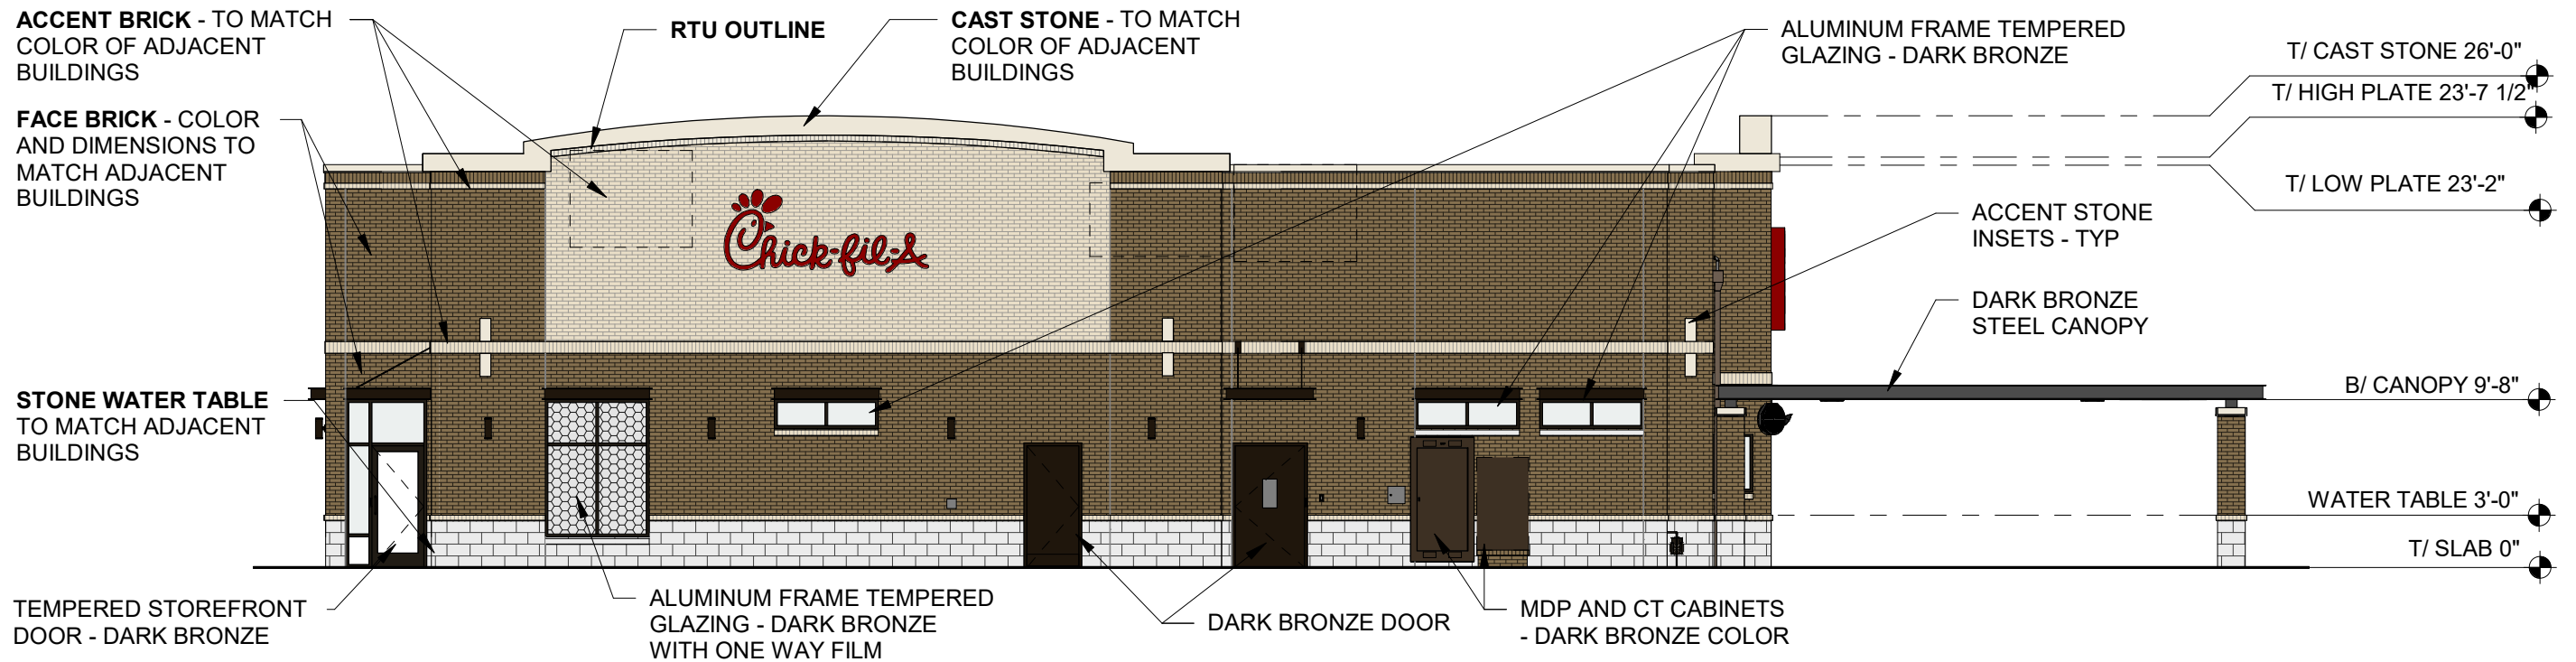 ACCENT BRICK - TO MATCH
COLOR OF ADJACENT
BUILDINGS
RTU OUTLINE
CAST STONE - TO MATCH
COLOR OF ADJACENT
BUILDINGS
ALUMINUM FRAME TEMPERED
GLAZING - DARK BRONZE
T/ CAST STONE 26'-0"
T/ HIGH PLATE 23'-7 1/2"
T/ LOW PLATE 23'-2"
FACE BRICK - COLOR
AND DIMENSIONS TO
MATCH ADJACENT
BUILDINGS
Chick-fil-A
ACCENT STONE
INSETS - TYP
DARK BRONZE
STEEL CANOPY
STONE WATER TABLE
TO MATCH ADJACENT
BUILDINGS
B/ CANOPY 9'-8"
WATER TABLE 3'-0"
T/ SLAB 0"
TEMPERED STOREFRONT
DOOR - DARK BRONZE
ALUMINUM FRAME TEMPERED
GLAZING - DARK BRONZE
WITH ONE WAY FILM
DARK BRONZE DOOR
MDP AND CT CABINETS
- DARK BRONZE COLOR